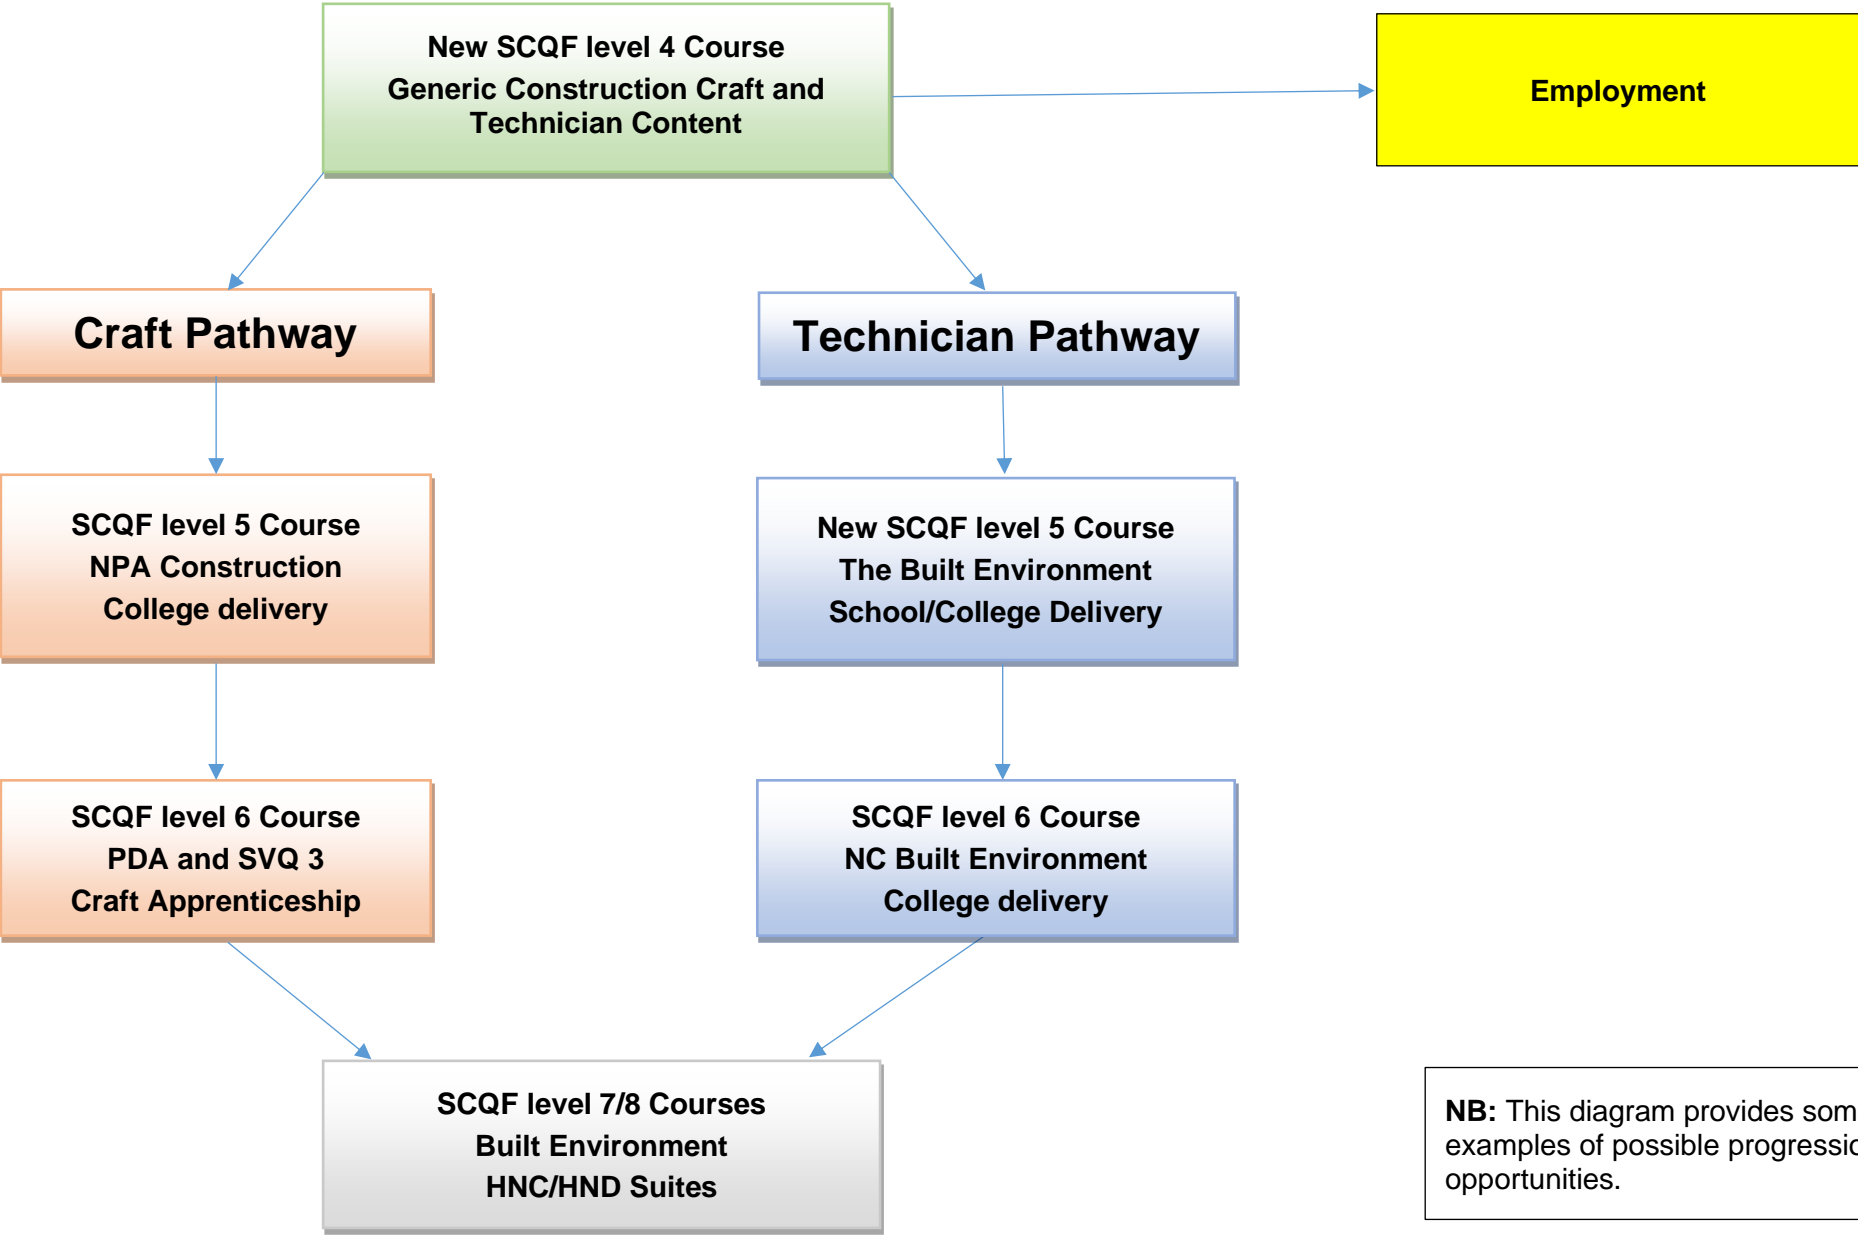 New SCQF level 4 Course
Generic Construction Craft and
Technician Content
Employment
Craft Pathway
Technician Pathway
SCQF level 5 Course
NPA Construction
College delivery
New SCQF level 5 Course
The Built Environment
School/College Delivery
SCQF level 6 Course
PDA and SVQ 3
Craft Apprenticeship
SCQF level 6 Course
NC Built Environment
College delivery
SCQF level 7/8 Courses
Built Environment
HNC/HND Suites
NB: This diagram provides som
examples of possible progressio
opportunities.